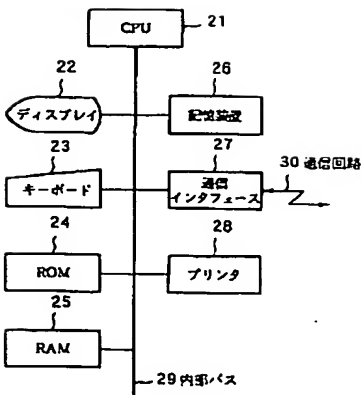 CPU
21
22
ディスプレイ
26
記憶装置
23
キーボード
27
通信
インタフェース
30 通信回路
24
ROM
28
プリンタ
25
RAM
29 内部バス